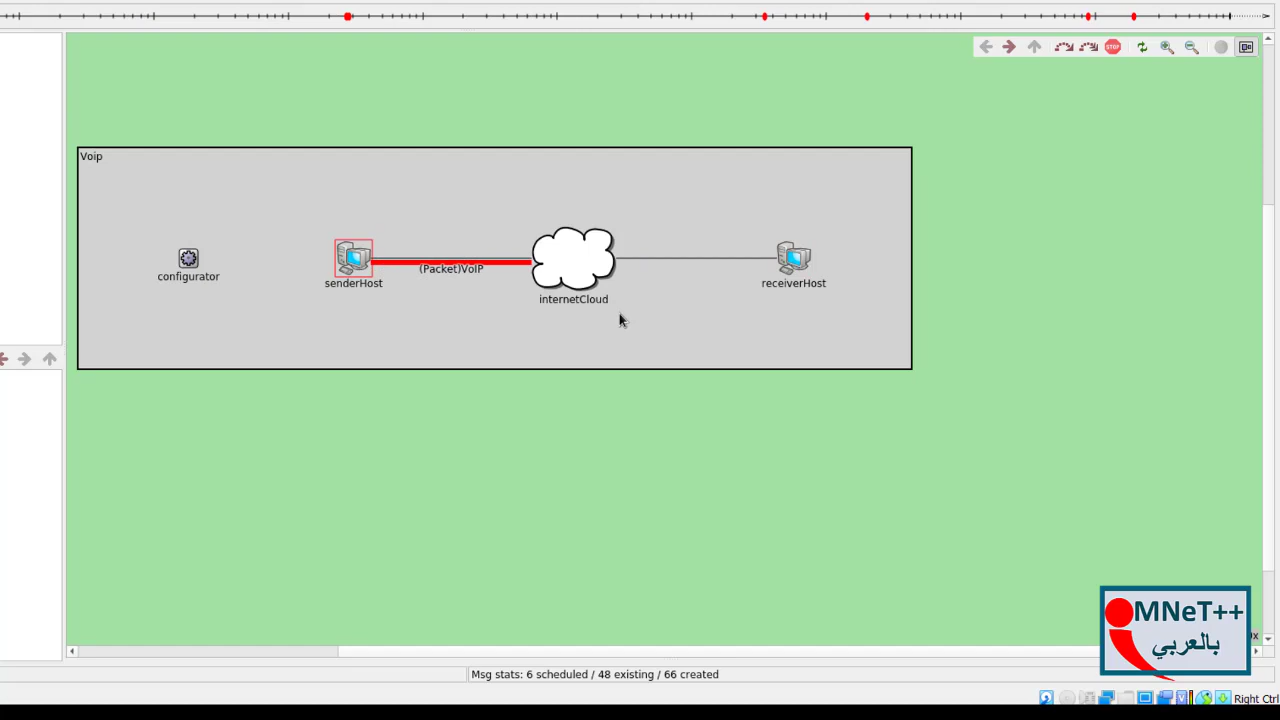 STOP
Voip
configurator
senderHost
(Packet)VoIP
internetCloud
receiverHost
MNeT++
بالعربي
Msg stats: 6 scheduled / 48 existing / 66 created
Right Ctrl